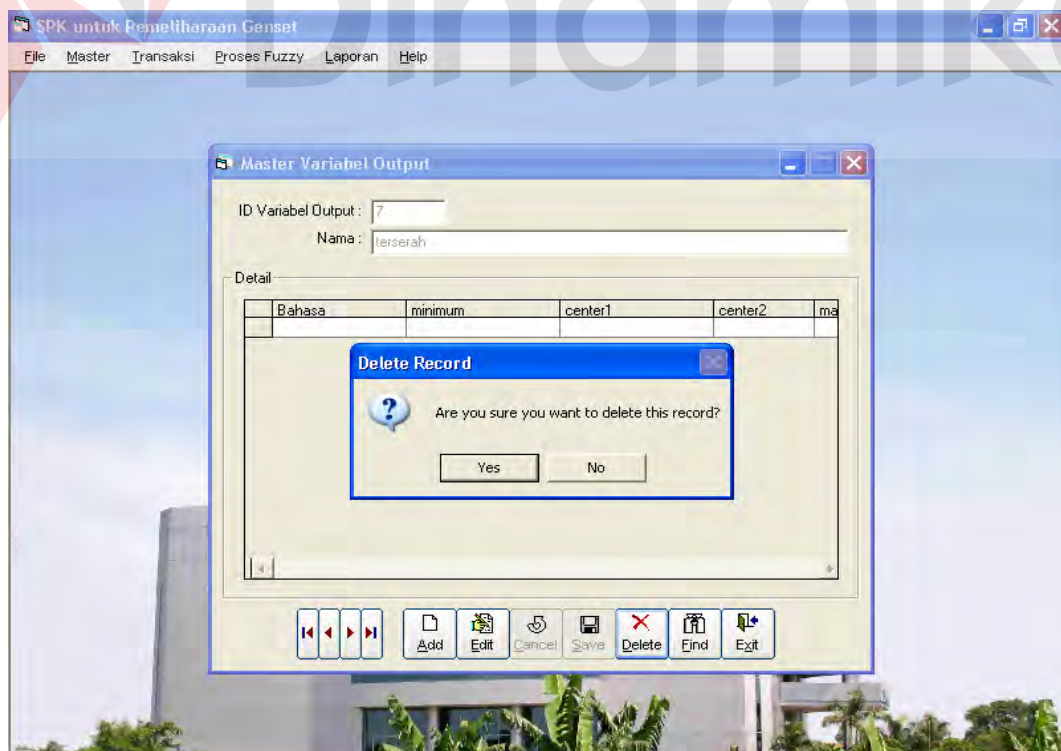 Dinamik
SPK untuk Pemeliharaan Genset
File Master Transaksi Proses Fuzzy Laporan Help
Master Variabel Output
ID Variabel Output : 7
Nama : terserah
Detail
Bahasa minimum center1 center2 ma
Delete Record
Are you sure you want to delete this record?
Yes No
Add Edit Cancel Save Delete Find Exit